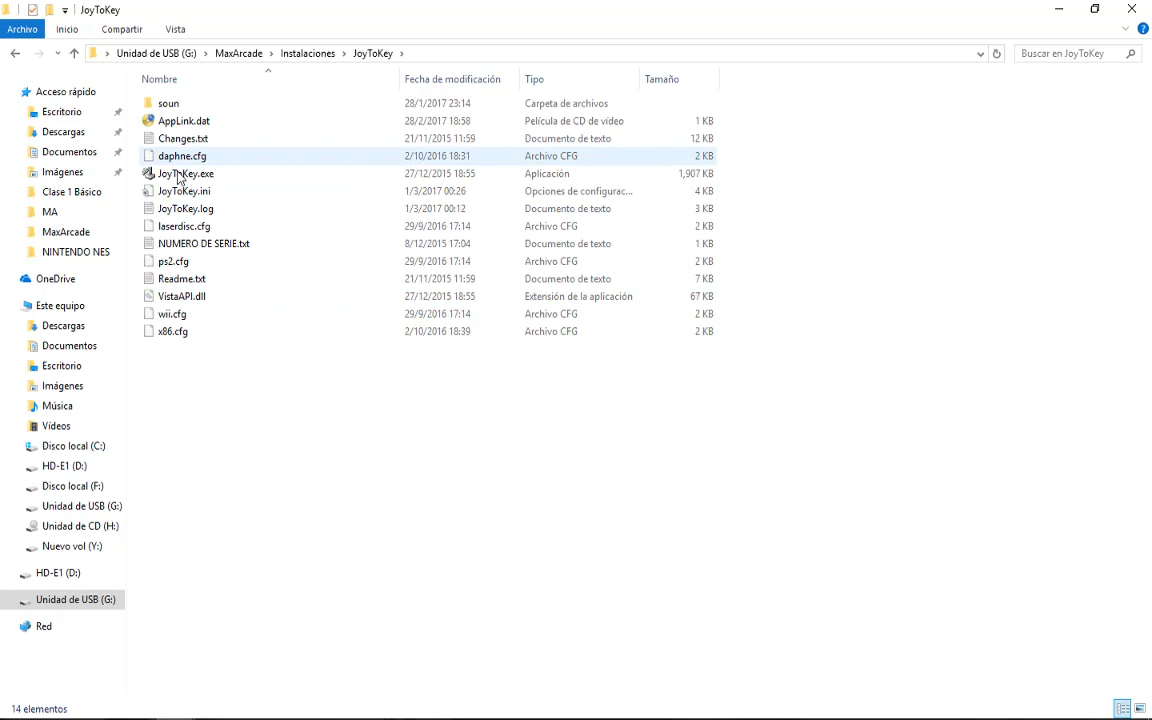 JoyToKey
Archivo Inicio Compartir Vista
Unidad de USB (G:) MaxArcade Instalaciones JoyToKey Buscar en JoyToKey
Nombre Fecha de modificación Tipo Tamaño
Acceso rápido
Escritorio
Descargas
Documentos
Imágenes
Clase 1 Básico
MA
MaxArcade
NINTENDO NES
OneDrive
Este equipo
Descargas
Documentos
Escritorio
Imágenes
Música
Vídeos
Disco local (C:)
HD-E1 (D:)
Disco local (F:)
Unidad de USB (G:)
Unidad de CD (H:)
Nuevo vol (Y:)
HD-E1 (D:)
Unidad de USB (G:)
Red
soun 28/1/2017 23:14 Carpeta de archivos
AppLink.dat 28/2/2017 18:58 Película de CD de vídeo 1 KB
Changes.txt 21/11/2015 11:59 Documento de texto 12 KB
daphne.cfg 2/10/2016 18:31 Archivo CFG 2 KB
JoyToKey.exe 27/12/2015 18:55 Aplicación 1,907 KB
JoyToKey.ini 1/3/2017 00:26 Opciones de configurac... 4 KB
JoyToKey.log 1/3/2017 00:12 Documento de texto 3 KB
laserdisc.cfg 29/9/2016 17:14 Archivo CFG 2 KB
NUMERO DE SERIE.txt 8/12/2015 17:04 Documento de texto 1 KB
ps2.cfg 29/9/2016 17:14 Archivo CFG 2 KB
Readme.txt 21/11/2015 11:59 Documento de texto 7 KB
VistaAPI.dll 27/12/2015 18:55 Extensión de la aplicación 67 KB
wii.cfg 29/9/2016 17:14 Archivo CFG 2 KB
x86.cfg 2/10/2016 18:39 Archivo CFG 2 KB
14 elementos